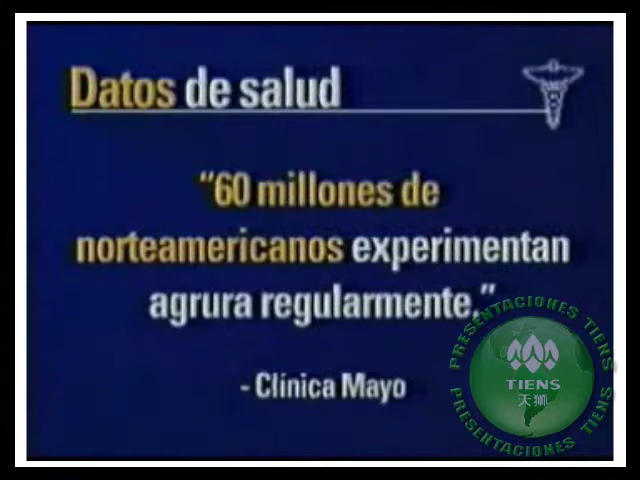 Datos de salud
“60 millones de
norteamericanos experimentan
agrura regularmente.”
- Clínica Mayo
PRESENTACIONES TIENS
TIENS
天狮
PRESENTACIONES TIENS